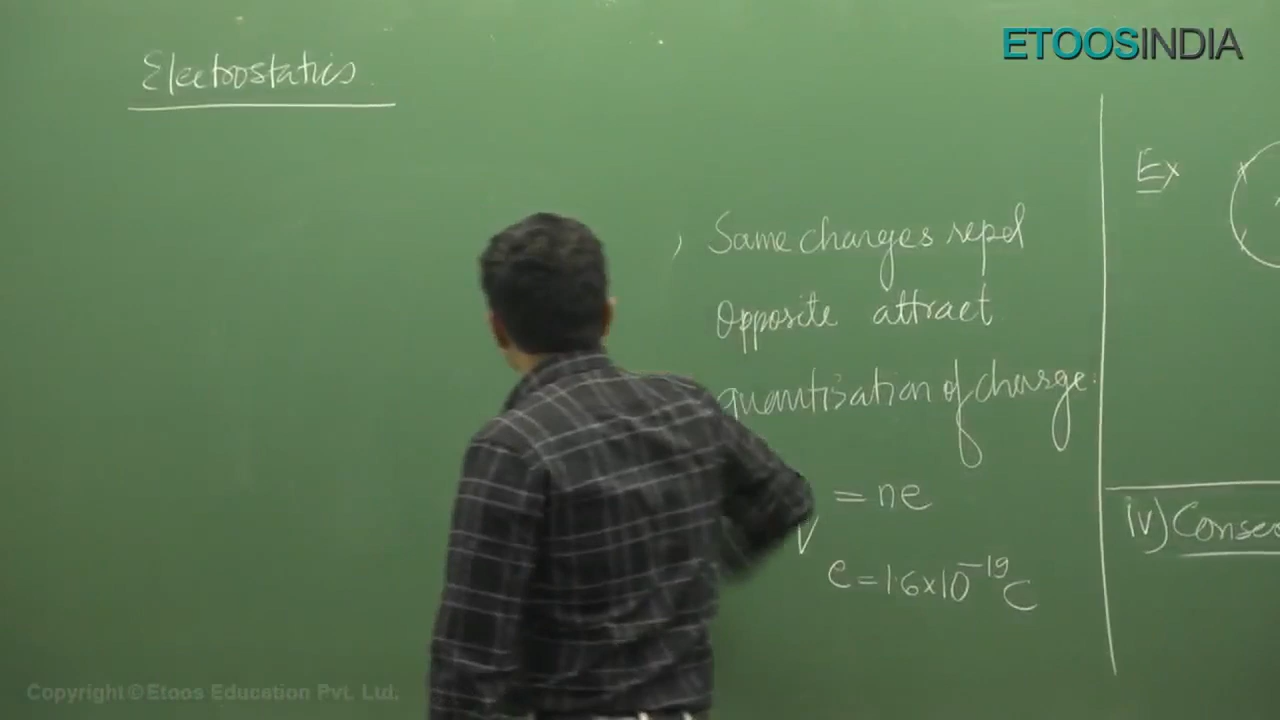 ETOOSINDIA
Electrostatics
Same charges repel
Opposite attract
quantisation of charge.
= ne
e = 1.6×10⁻¹⁹ C
Ex
iv) Conser
Copyright © Etoos Education Pvt. Ltd.